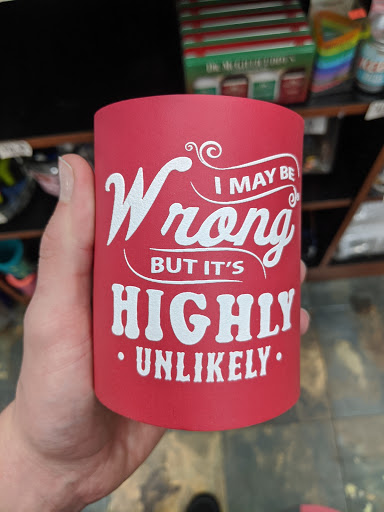 I MAY BE
Wrong
BUT IT'S
HIGHLY
• UNLIKELY •